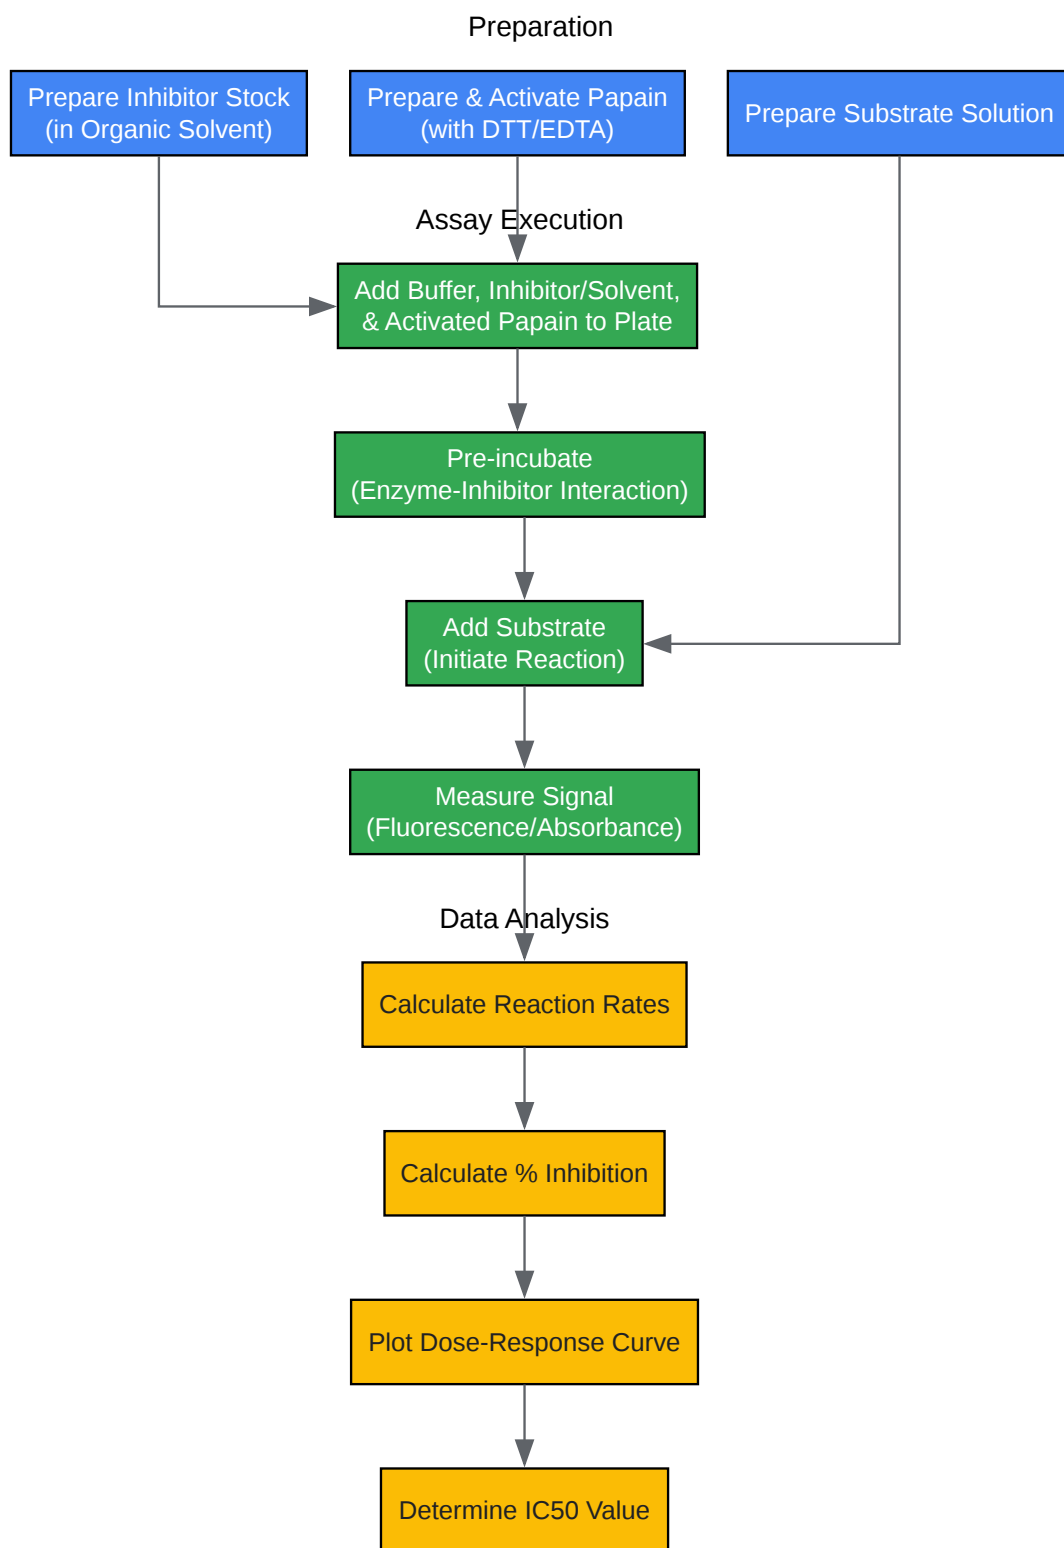 Preparation
Prepare Inhibitor Stock
(in Organic Solvent)
Prepare & Activate Papain
(with DTT/EDTA)
Prepare Substrate Solution
Assay Execution
Add Buffer, Inhibitor/Solvent,
& Activated Papain to Plate
Pre-incubate
(Enzyme-Inhibitor Interaction)
Add Substrate
(Initiate Reaction)
Measure Signal
(Fluorescence/Absorbance)
Data Analysis
Calculate Reaction Rates
Calculate % Inhibition
Plot Dose-Response Curve
Determine IC50 Value